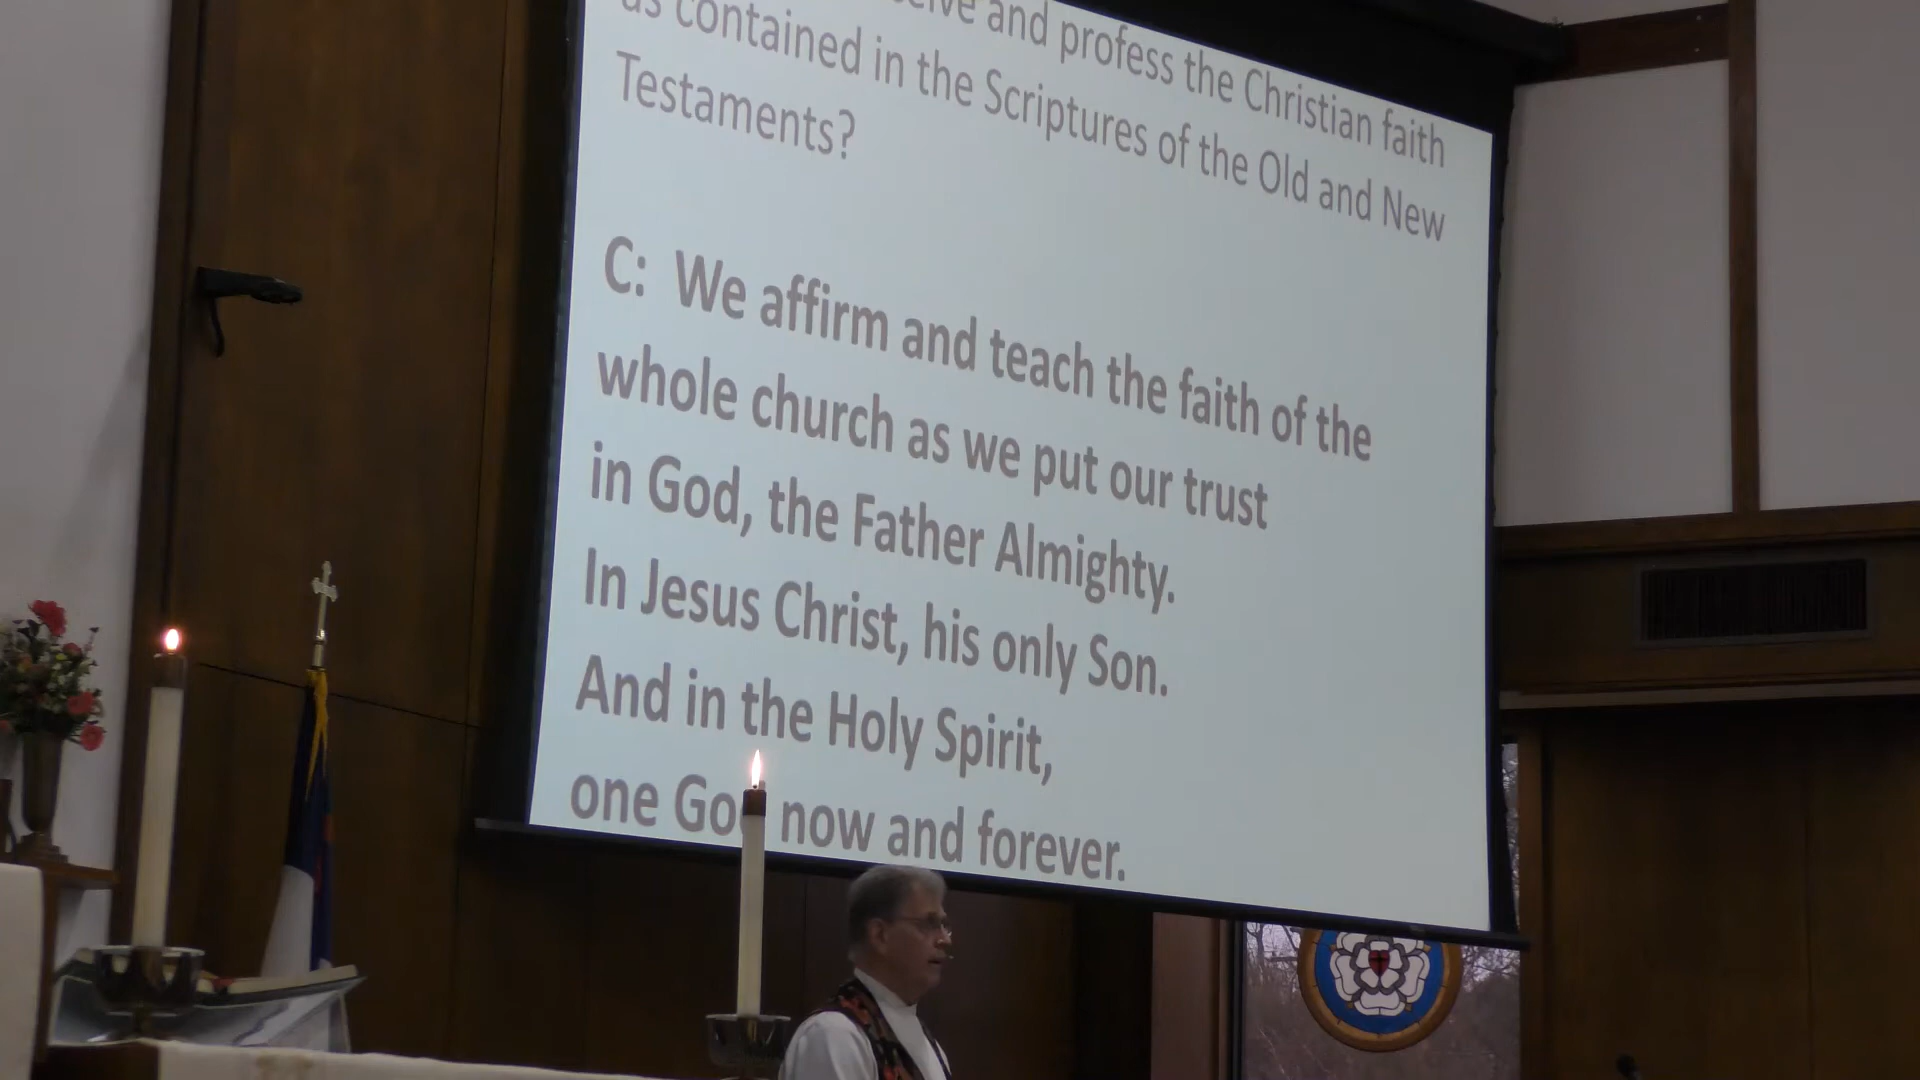 and profess the Christian faith
as contained in the Scriptures of the Old and New
Testaments?
C: We affirm and teach the faith of the
whole church as we put our trust
in God, the Father Almighty.
In Jesus Christ, his only Son.
And in the Holy Spirit,
one God now and forever.